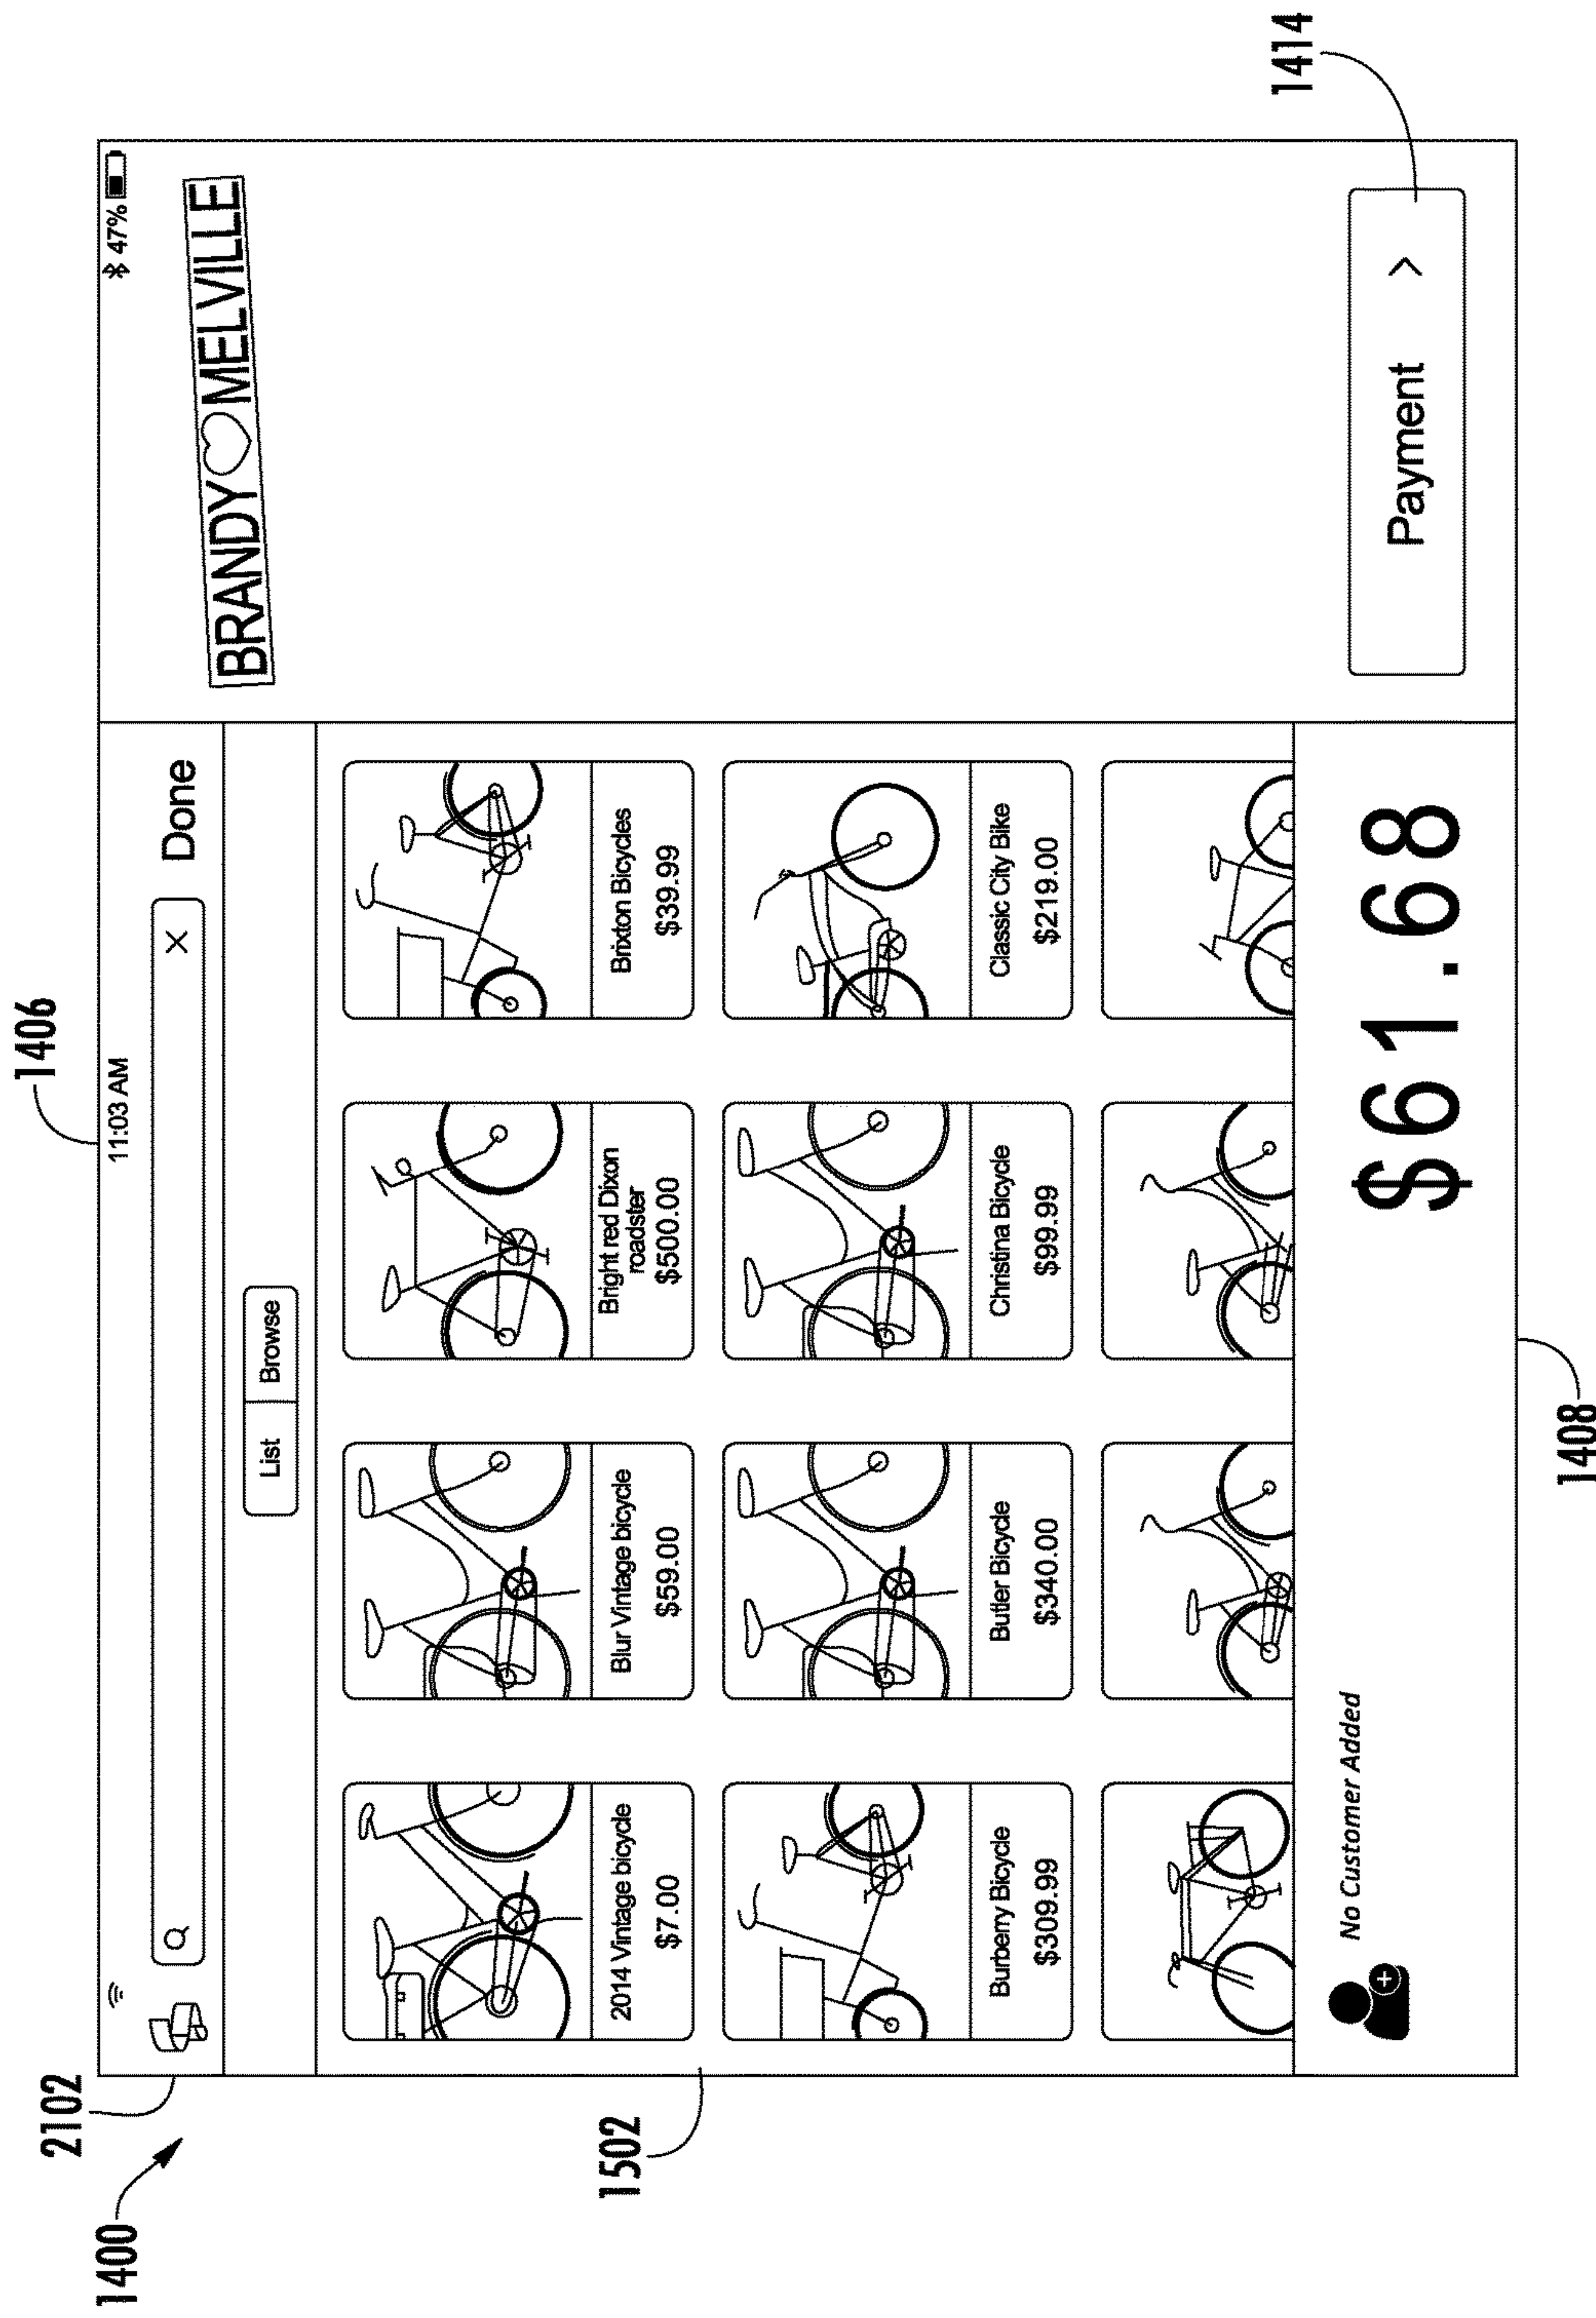 1400
2102
1406
11:03 AM
47%
Done
BRANDY♡MELVILLE
List Browse
1502
2014 Vintage bicycle
$7.00
Blur Vintage bicycle
$59.00
Bright red Dixon
roadster
$500.00
Brixton Bicycles
$39.99
Burberry Bicycle
$309.99
Butler Bicycle
$340.00
Christina Bicycle
$99.99
Classic City Bike
$219.00
No Customer Added
$61.68
Payment >
1414
1408